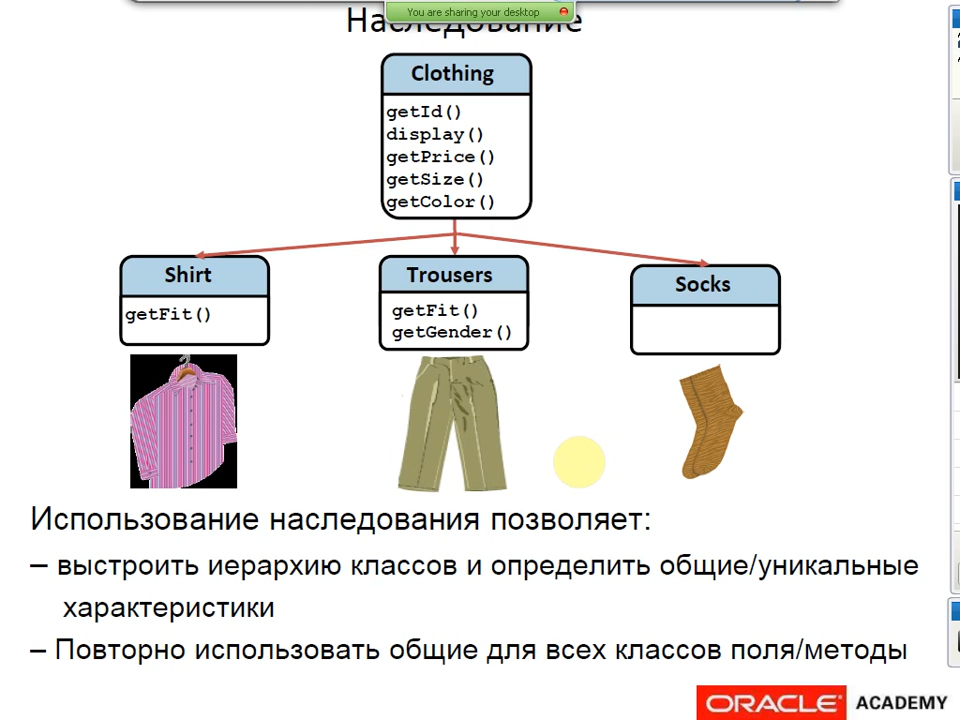 You are sharing your desktop
Наследование
Clothing
getId()
display()
getPrice()
getSize()
getColor()
Shirt
getFit()
Trousers
getFit()
getGender()
Socks
Использование наследования позволяет:
– выстроить иерархию классов и определить общие/уникальные
характеристики
– Повторно использовать общие для всех классов поля/методы
ORACLE ACADEMY